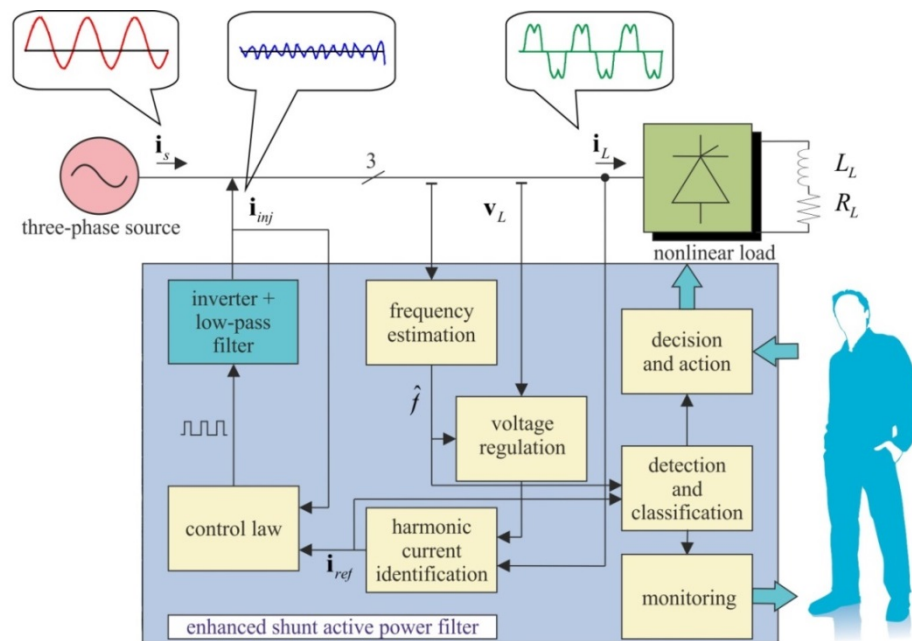 i_s
3
i_L
L_L
R_L
three-phase source
i_inj
v_L
nonlinear load
inverter +
low-pass
filter
frequency
estimation
decision
and action
f̂
voltage
regulation
detection
and
classification
control law
i_ref
harmonic
current
identification
monitoring
enhanced shunt active power filter